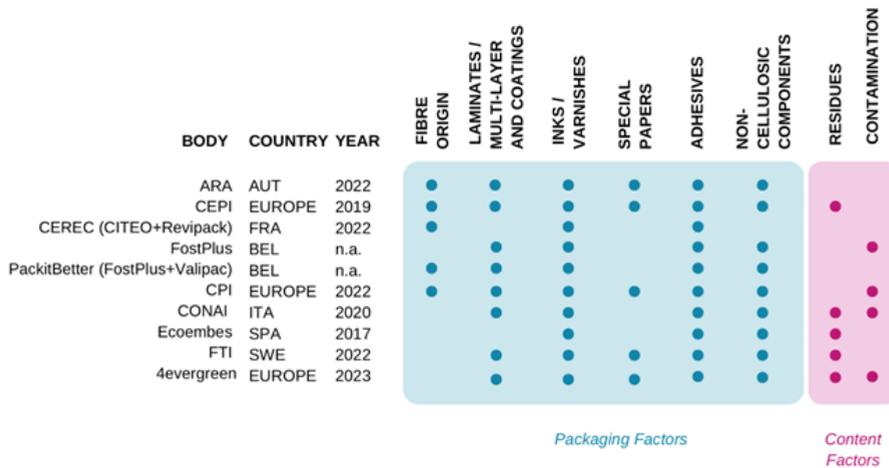 FIBRE
ORIGIN
LAMINATES /
MULTI-LAYER
AND COATINGS
INKS /
VARNISHES
SPECIAL
PAPERS
ADHESIVES
NON-
CELLULOSIC
COMPONENTS
RESIDUES
CONTAMINATION
BODY COUNTRY YEAR
ARA AUT 2022
CEPI EUROPE 2019
CEREC (CITEO+Revipack) FRA 2022
FostPlus BEL n.a.
PackitBetter (FostPlus+Valipac) BEL n.a.
CPI EUROPE 2022
CONAI ITA 2020
Ecoembes SPA 2017
FTI SWE 2022
4evergreen EUROPE 2023
Packaging Factors
Content
Factors